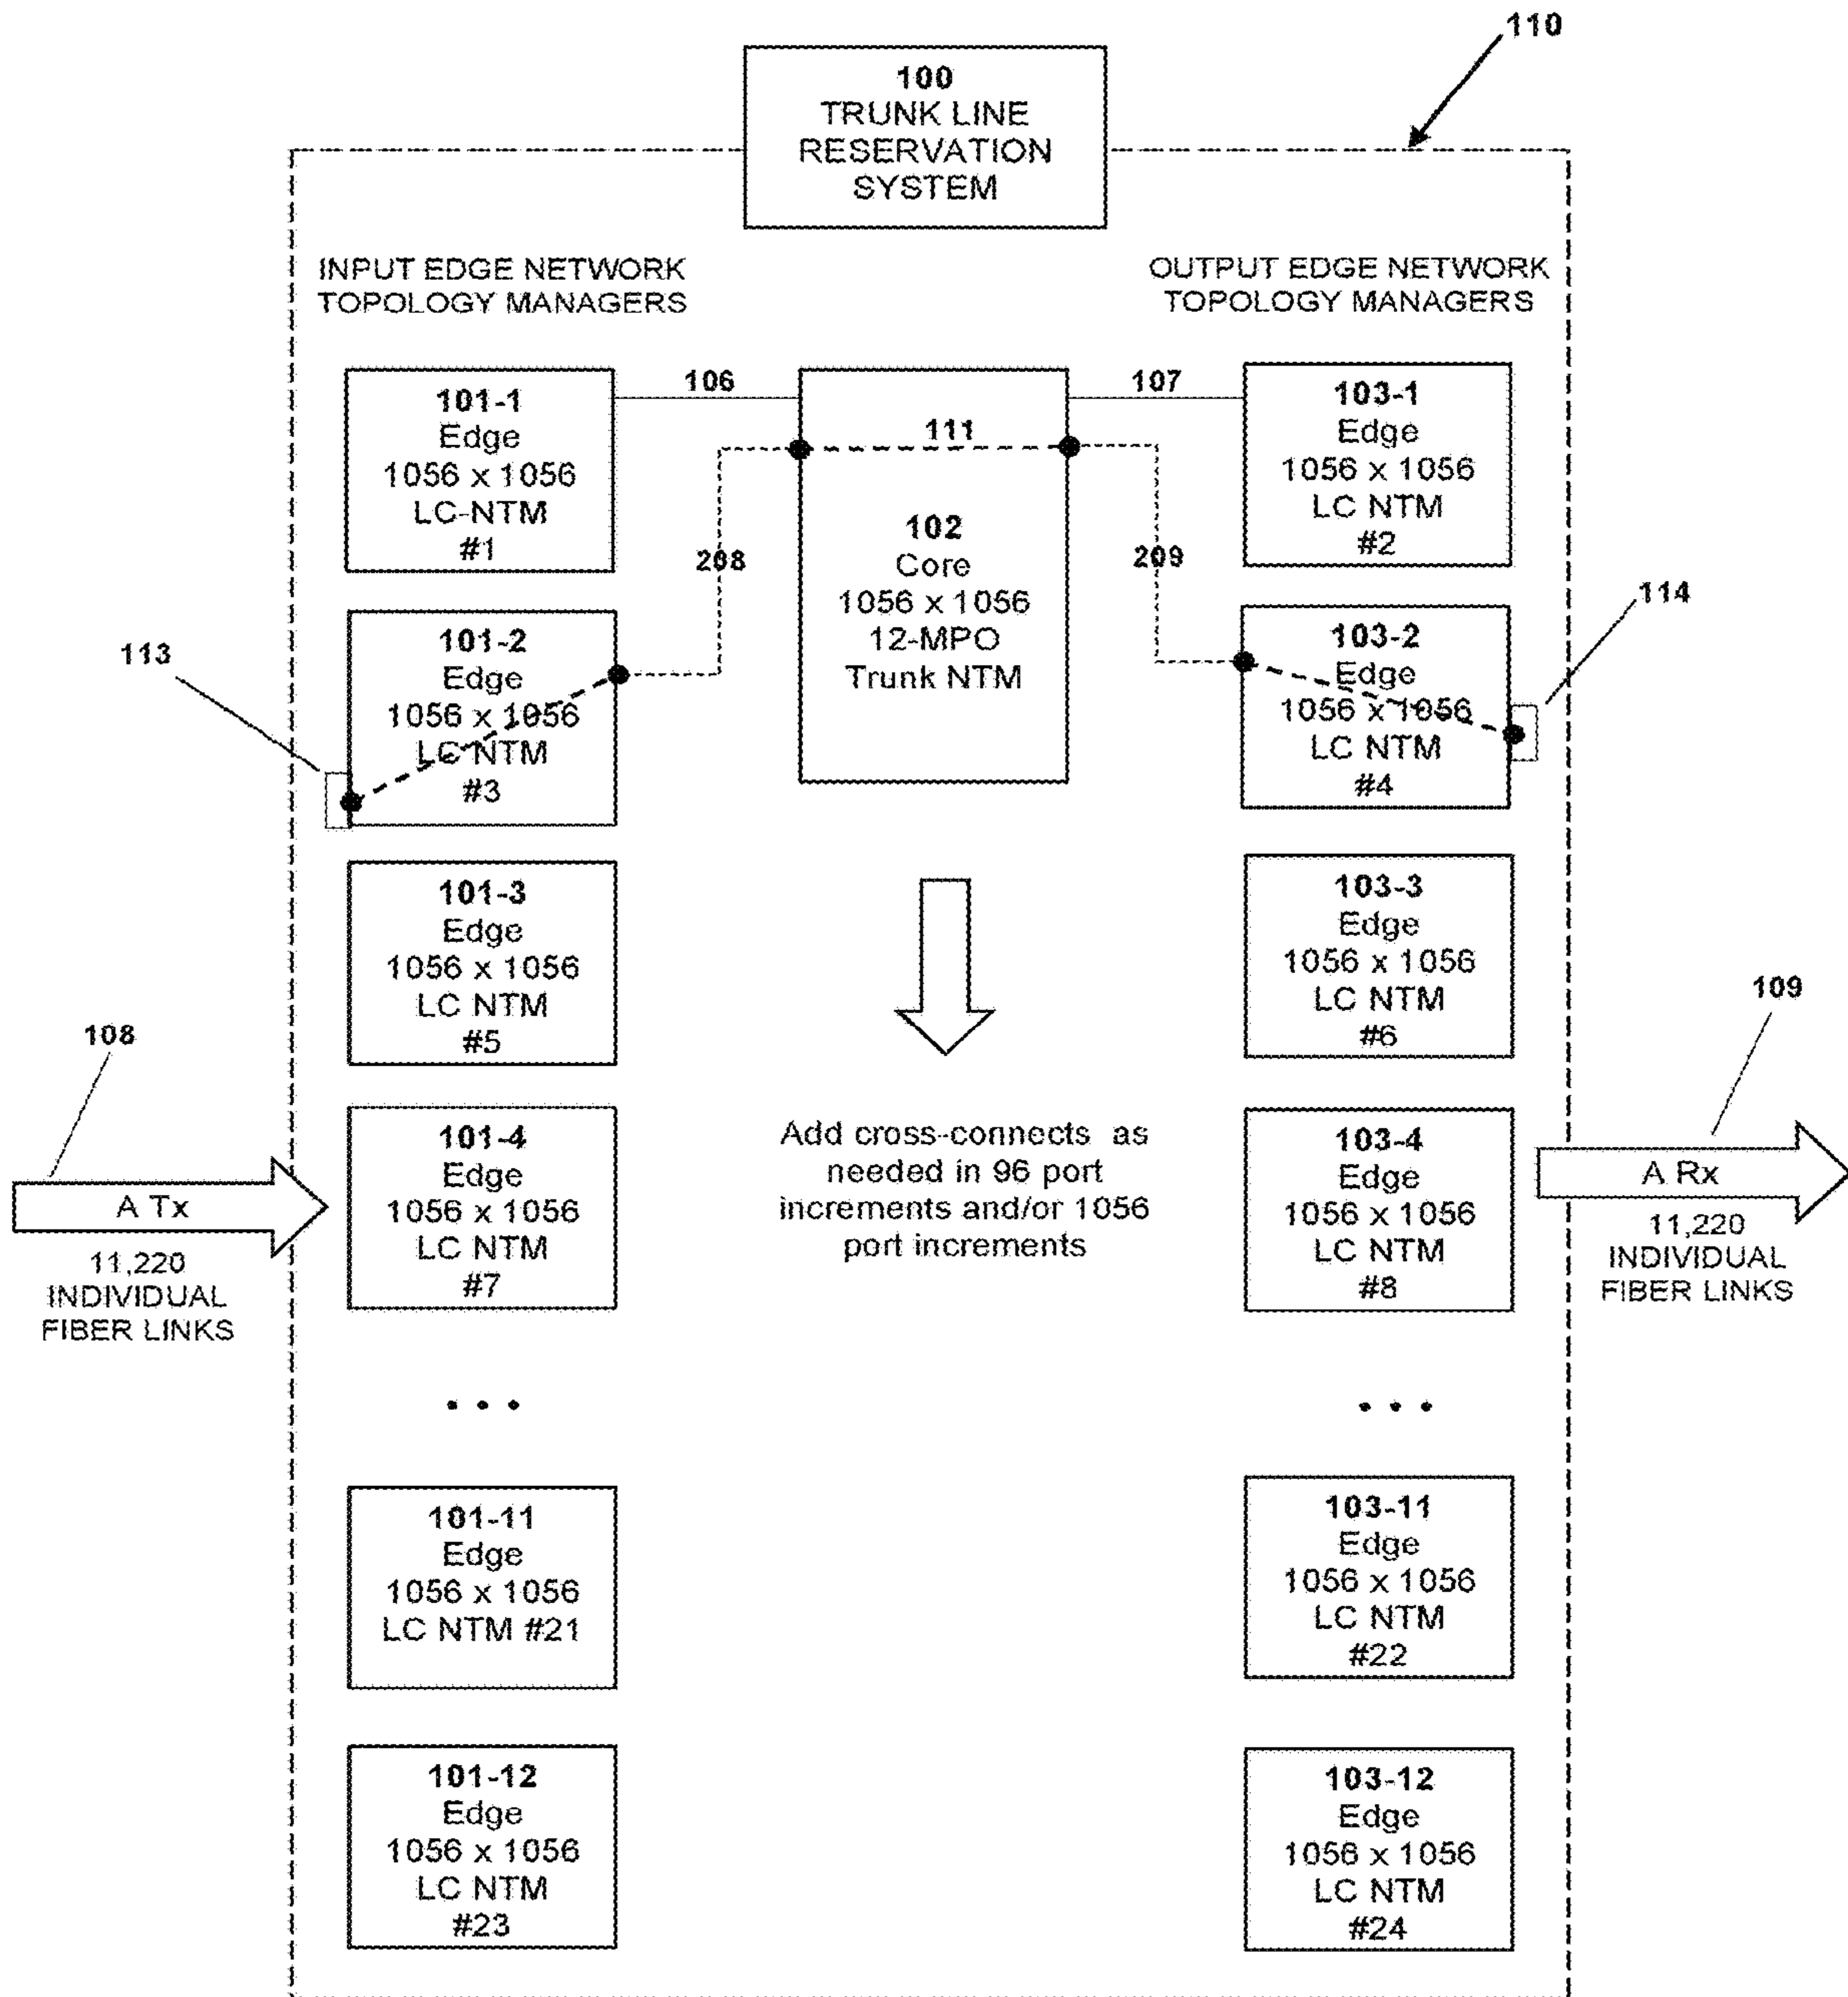 110
100
TRUNK LINE
RESERVATION
SYSTEM
INPUT EDGE NETWORK
TOPOLOGY MANAGERS
OUTPUT EDGE NETWORK
TOPOLOGY MANAGERS
101-1
Edge
1056 x 1056
LC-NTM
#1
106
107
111
102
Core
1056 x 1056
12-MPO
Trunk NTM
103-1
Edge
1056 x 1056
LC NTM
#2
208
209
113
101-2
Edge
1056 x 1056
LC NTM
#3
103-2
Edge
1056 x 1056
LC NTM
#4
114
101-3
Edge
1056 x 1056
LC NTM
#5
103-3
Edge
1056 x 1056
LC NTM
#6
108
A Tx
11,220
INDIVIDUAL
FIBER LINKS
101-4
Edge
1056 x 1056
LC NTM
#7
Add cross-connects as
needed in 96 port
increments and/or 1056
port increments
103-4
Edge
1056 x 1056
LC NTM
#8
109
A Rx
11,220
INDIVIDUAL
FIBER LINKS
• • •
• • •
101-11
Edge
1056 x 1056
LC NTM #21
103-11
Edge
1056 x 1056
LC NTM
#22
101-12
Edge
1056 x 1056
LC NTM
#23
103-12
Edge
1056 x 1056
LC NTM
#24